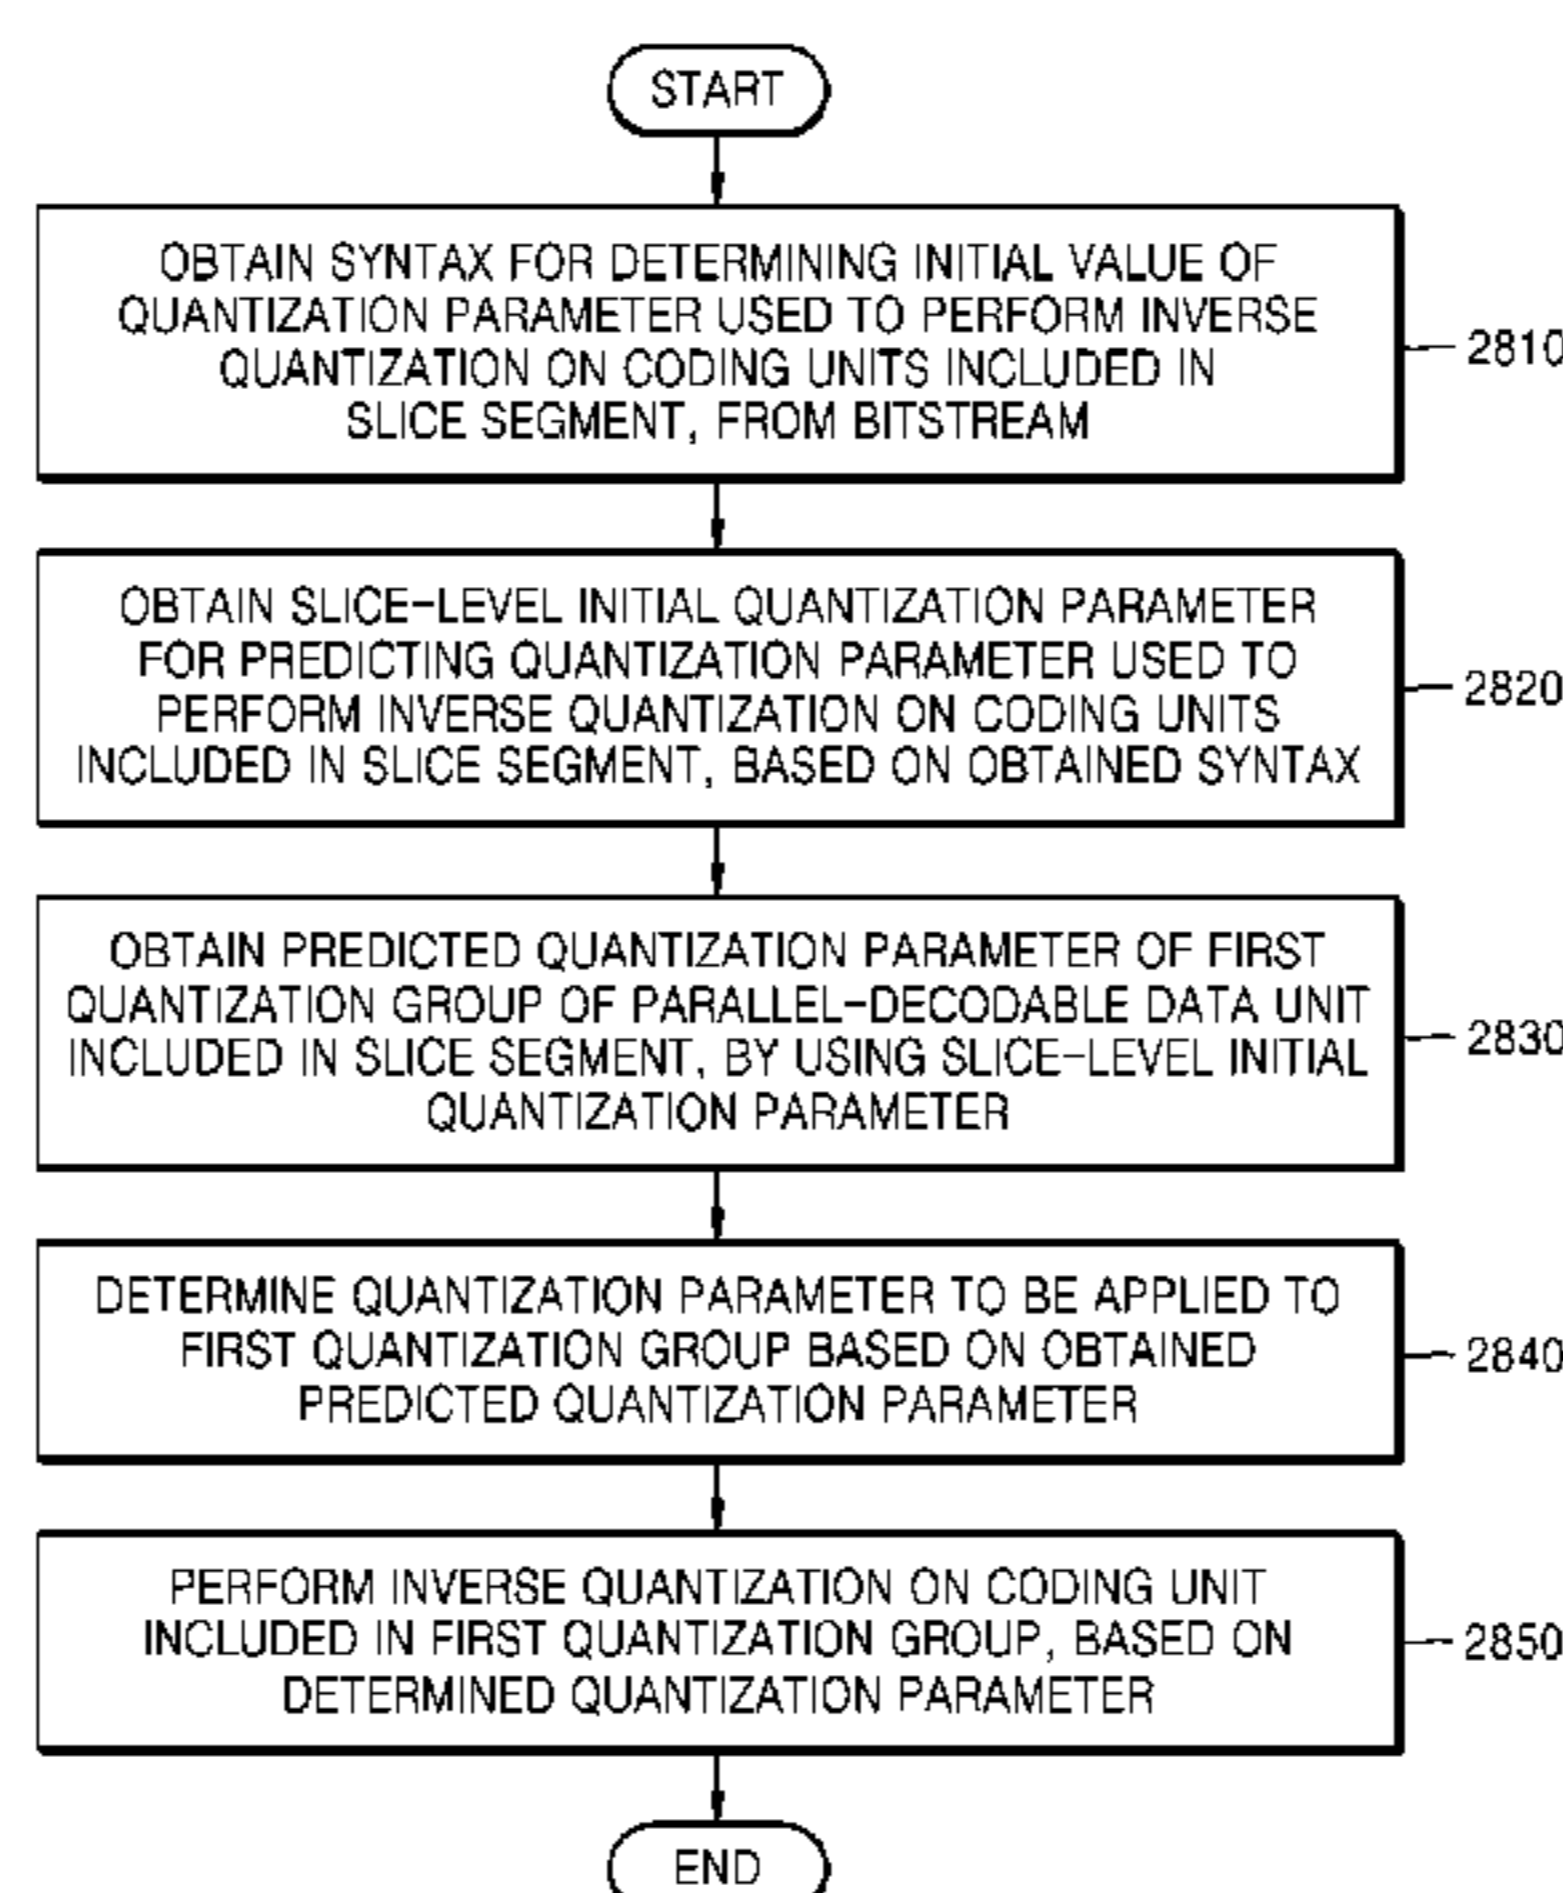 START
OBTAIN SYNTAX FOR DETERMINING INITIAL VALUE OF
QUANTIZATION PARAMETER USED TO PERFORM INVERSE
QUANTIZATION ON CODING UNITS INCLUDED IN
SLICE SEGMENT, FROM BITSTREAM
2810
OBTAIN SLICE-LEVEL INITIAL QUANTIZATION PARAMETER
FOR PREDICTING QUANTIZATION PARAMETER USED TO
PERFORM INVERSE QUANTIZATION ON CODING UNITS
INCLUDED IN SLICE SEGMENT, BASED ON OBTAINED SYNTAX
2820
OBTAIN PREDICTED QUANTIZATION PARAMETER OF FIRST
QUANTIZATION GROUP OF PARALLEL-DECODABLE DATA UNIT
INCLUDED IN SLICE SEGMENT, BY USING SLICE-LEVEL INITIAL
QUANTIZATION PARAMETER
2830
DETERMINE QUANTIZATION PARAMETER TO BE APPLIED TO
FIRST QUANTIZATION GROUP BASED ON OBTAINED
PREDICTED QUANTIZATION PARAMETER
2840
PERFORM INVERSE QUANTIZATION ON CODING UNIT
INCLUDED IN FIRST QUANTIZATION GROUP, BASED ON
DETERMINED QUANTIZATION PARAMETER
2850
END